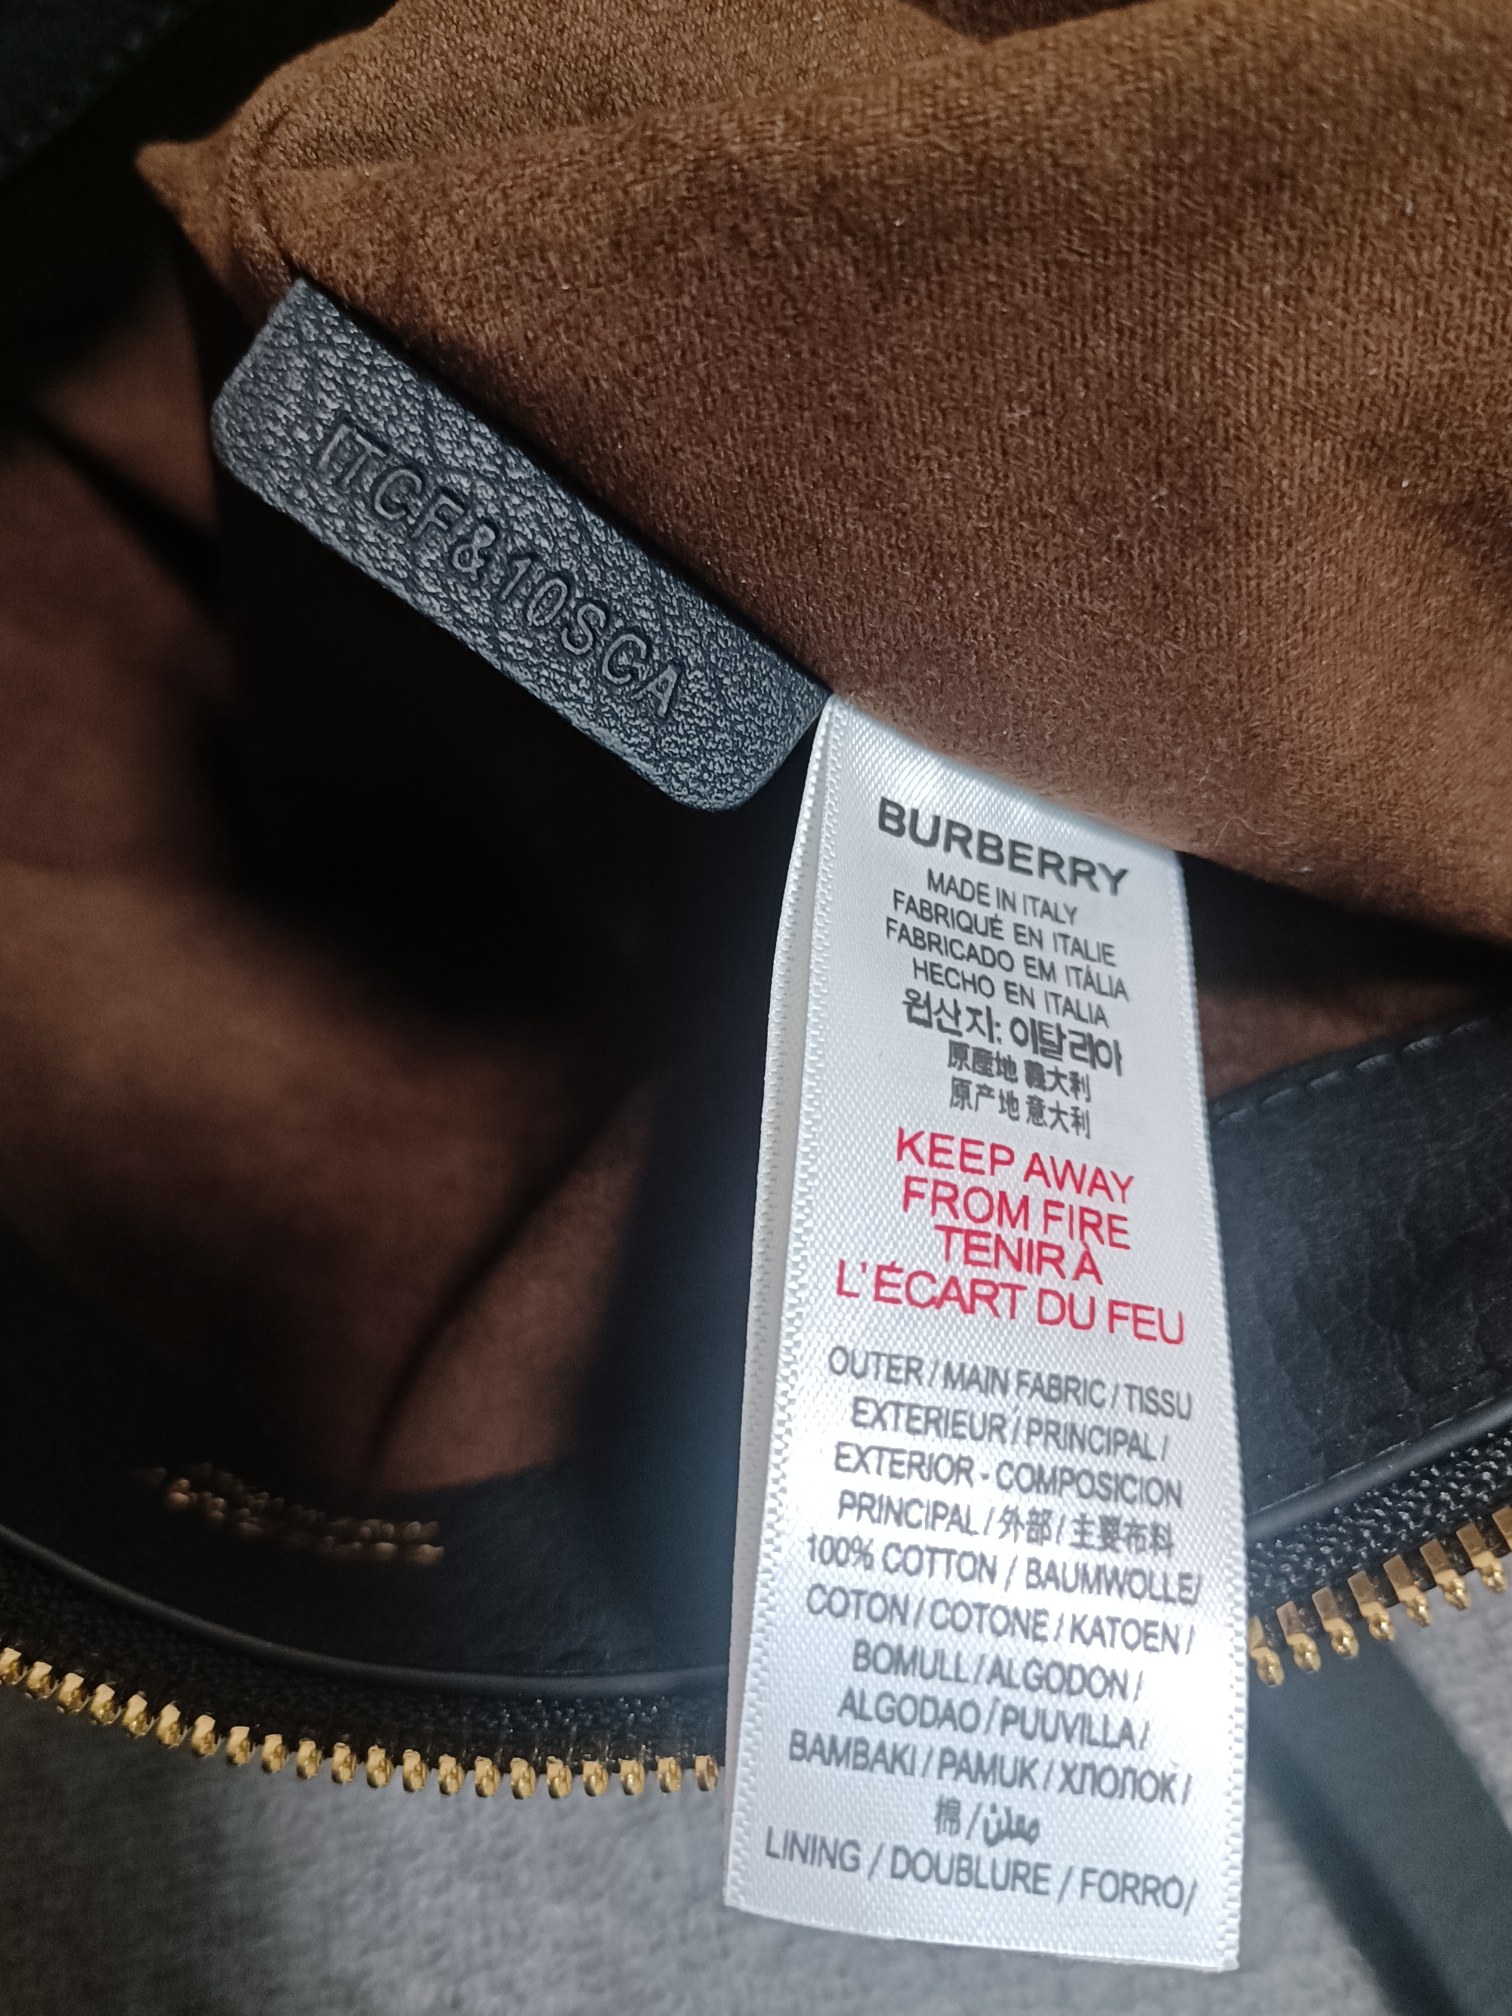 ITCF&10SCA
BURBERRY
MADE IN ITALY
FABRIQUÉ EN ITALIE
FABRICADO EM ITÁLIA
HECHO EN ITALIA
원산지: 이탈리아
原產地 義大利
原产地 意大利
KEEP AWAY
FROM FIRE
TENIR À
L'ÉCART DU FEU
OUTER / MAIN FABRIC / TISSU
EXTERIEUR / PRINCIPAL /
EXTERIOR - COMPOSICION
PRINCIPAL / 外部 / 主要布料
100% COTTON / BAUMWOLLE/
COTON / COTONE / KATOEN /
BOMULL / ALGODON /
ALGODAO / PUUVILLA /
BAMBAKI / PAMUK / ХЛОПОК /
棉 /
LINING / DOUBLURE / FORRO/